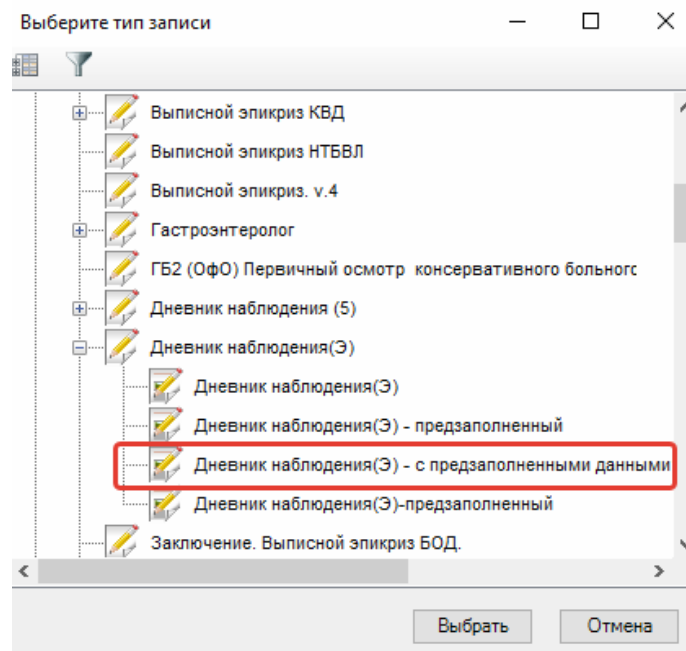 Выберите тип записи
Выписной эпикриз КВД
Выписной эпикриз НТБВЛ
Выписной эпикриз. v.4
Гастроэнтеролог
ГБ2 (ОфО) Первичный осмотр консервативного больного
Дневник наблюдения (5)
Дневник наблюдения(Э)
Дневник наблюдения(Э)
Дневник наблюдения(Э) - предзаполненный
Дневник наблюдения(Э) - с предзаполненными данными
Дневник наблюдения(Э)-предзаполненный
Заключение. Выписной эпикриз БОД.
Выбрать Отмена